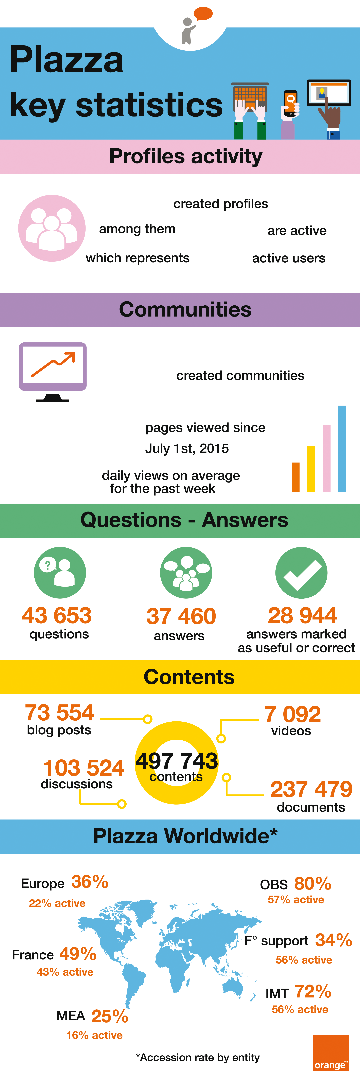 Plazza
key statistics
Profiles activity
created profiles
among them are active
which represents active users
Communities
created communities
pages viewed since
July 1st, 2015
daily views on average
for the past week
Questions - Answers
?
43 653
questions
37 460
answers
28 944
answers marked
as useful or correct
Contents
73 554
blog posts
7 092
videos
497 743
contents
103 524
discussions
237 479
documents
Plazza Worldwide*
Europe 36%
22% active
OBS 80%
57% active
France 49%
43% active
F° support 34%
56% active
IMT 72%
56% active
MEA 25%
16% active
*Accession rate by entity
orange™